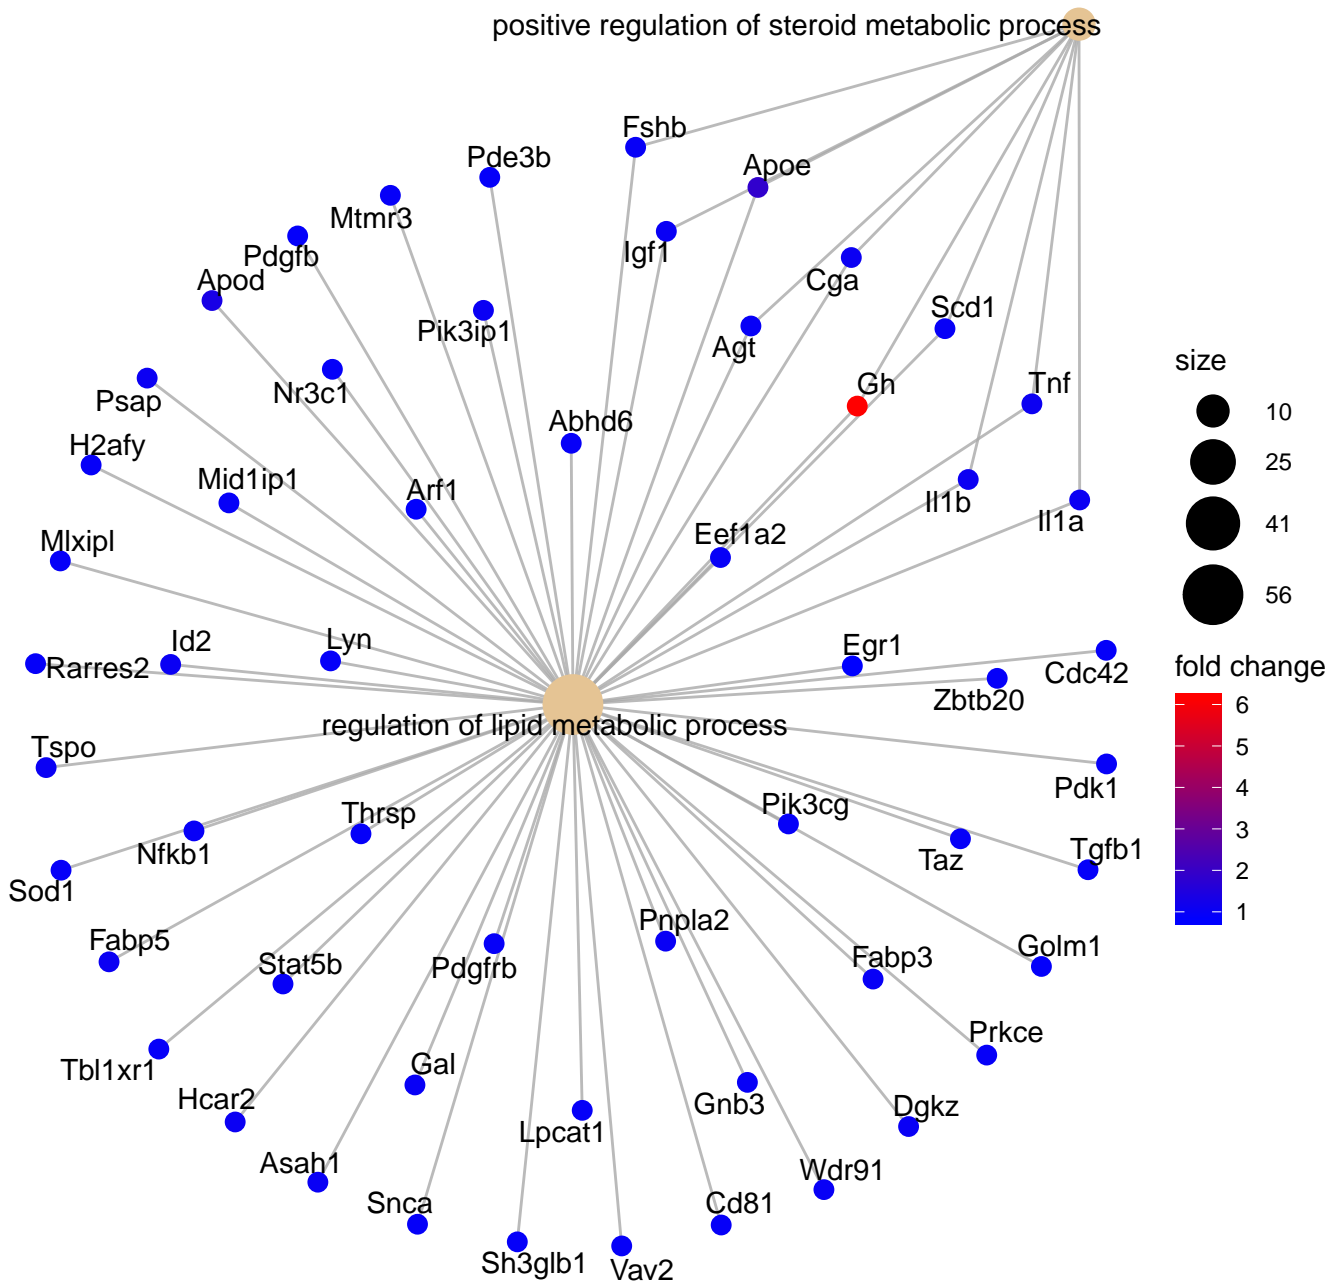 positive regulation of steroid metabolic process
Fshb
Pde3b
Apoe
Mtmr3
Pdgfb
Igf1
Apod
Cga
Scd1
Pik3ip1
Agt
size
Nr3c1
Gh
Tnf
Psap
10
Abhd6
H2afy
25
Mid1ip1
Arf1
Il1b
Il1a
41
Eef1a2
Mlxipl
56
Id2
Lyn
Egr1
Rarres2
Cdc42
fold change
Zbtb20
6
regulation of lipid metabolic process
5
Tspo
Pdk1
4
Pik3cg
Thrsp
3
Nfkb1
Taz
Tgfb1
2
Sod1
1
Pnpla2
Fabp5
Golm1
Stat5b
Pdgfrb
Fabp3
Prkce
Tbl1xr1
Gal
Hcar2
Gnb3
Dgkz
Lpcat1
Asah1
Wdr91
Snca
Cd81
Sh3glb1
Vav2